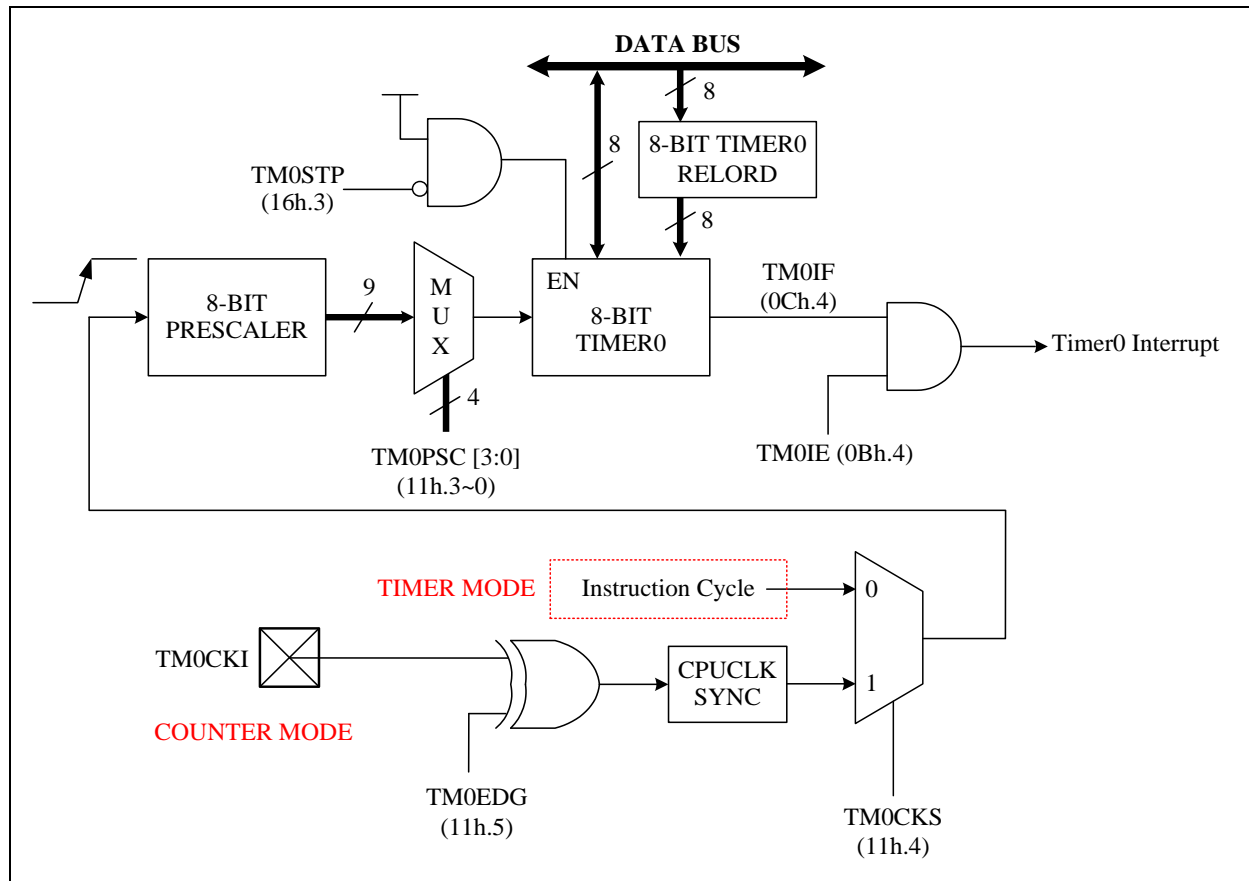 DATA BUS
8
8
8-BIT TIMER0
RELORD
TM0STP
(16h.3)
8
8-BIT
PRESCALER
9
M
U
X
EN
8-BIT
TIMER0
TM0IF
(0Ch.4)
Timer0 Interrupt
4
TM0PSC [3:0]
(11h.3~0)
TM0IE (0Bh.4)
TIMER MODE
Instruction Cycle
0
TM0CKI
CPUCLK
SYNC
1
COUNTER MODE
TM0EDG
(11h.5)
TM0CKS
(11h.4)